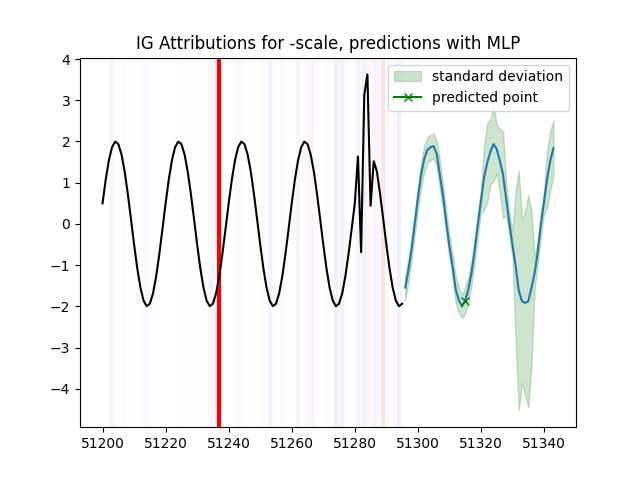 IG Attributions for -scale, predictions with MLP
standard deviation
predicted point
4
3
2
1
0
−1
−2
−3
−4
51200 51220 51240 51260 51280 51300 51320 51340